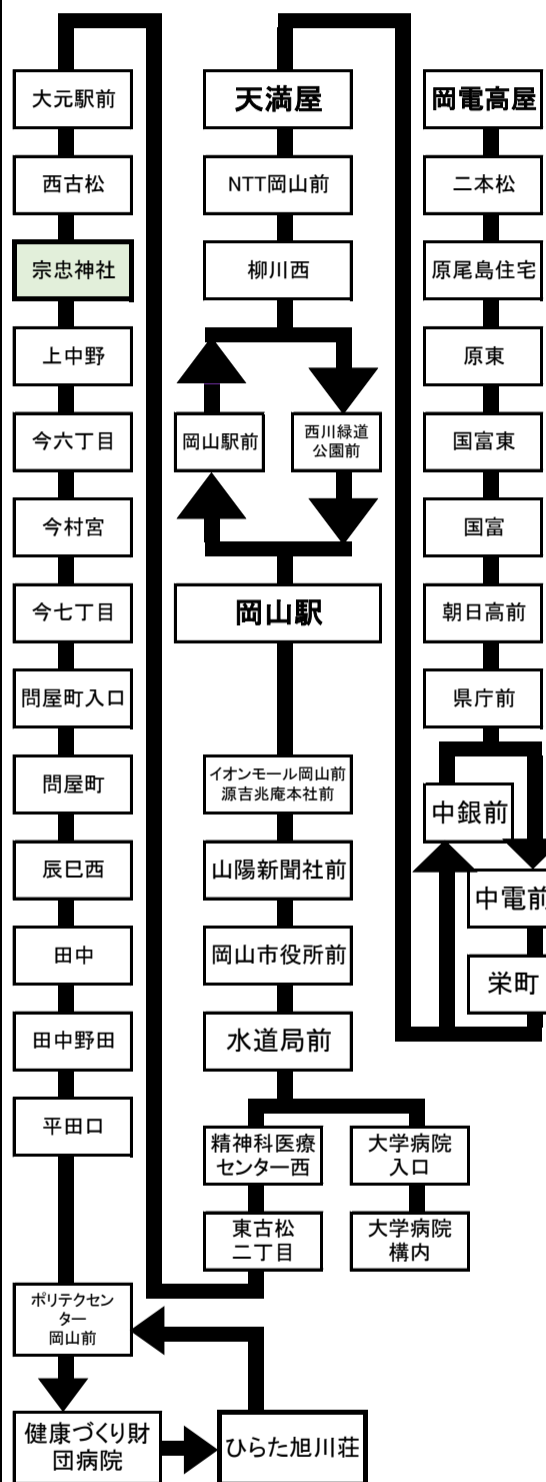 大元駅前
西古松
宗忠神社
上中野
今六丁目
今村宮
今七丁目
問屋町入口
問屋町
辰巳西
田中
田中野田
平田口
ポリテクセン
ター
岡山前
健康づくり財
団病院
ひらた旭川荘
天満屋
NTT岡山前
柳川西
岡山駅前
西川緑道
公園前
岡山駅
イオンモール岡山前
源吉兆庵本社前
山陽新聞社前
岡山市役所前
水道局前
精神科医療
センター西
東古松
二丁目
大学病院
入口
大学病院
構内
岡電高屋
二本松
原尾島住宅
原東
国富東
国富
朝日高前
県庁前
中銀前
中電前
栄町